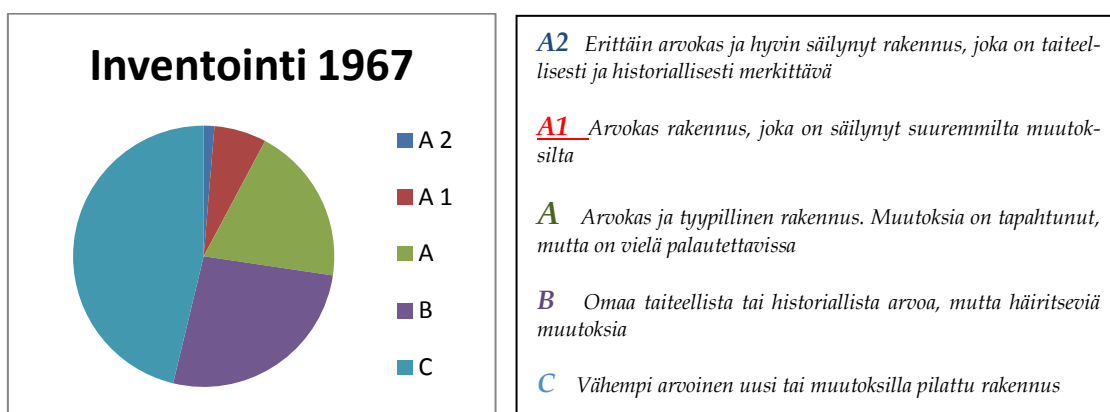 Inventointi 1967
A 2
A 1
A
B
C
A2 Erittäin arvokas ja hyvin säilynyt rakennus, joka on taiteel-
lisesti ja historiallisesti merkittävä
A1 Arvokas rakennus, joka on säilynyt suuremmilta muutok-
silta
A Arvokas ja tyypillinen rakennus. Muutoksia on tapahtunut,
mutta on vielä palautettavissa
B Omaa taiteellista tai historiallista arvoa, mutta häiritseviä
muutoksia
C Vähempi arvoinen uusi tai muutoksilla pilattu rakennus